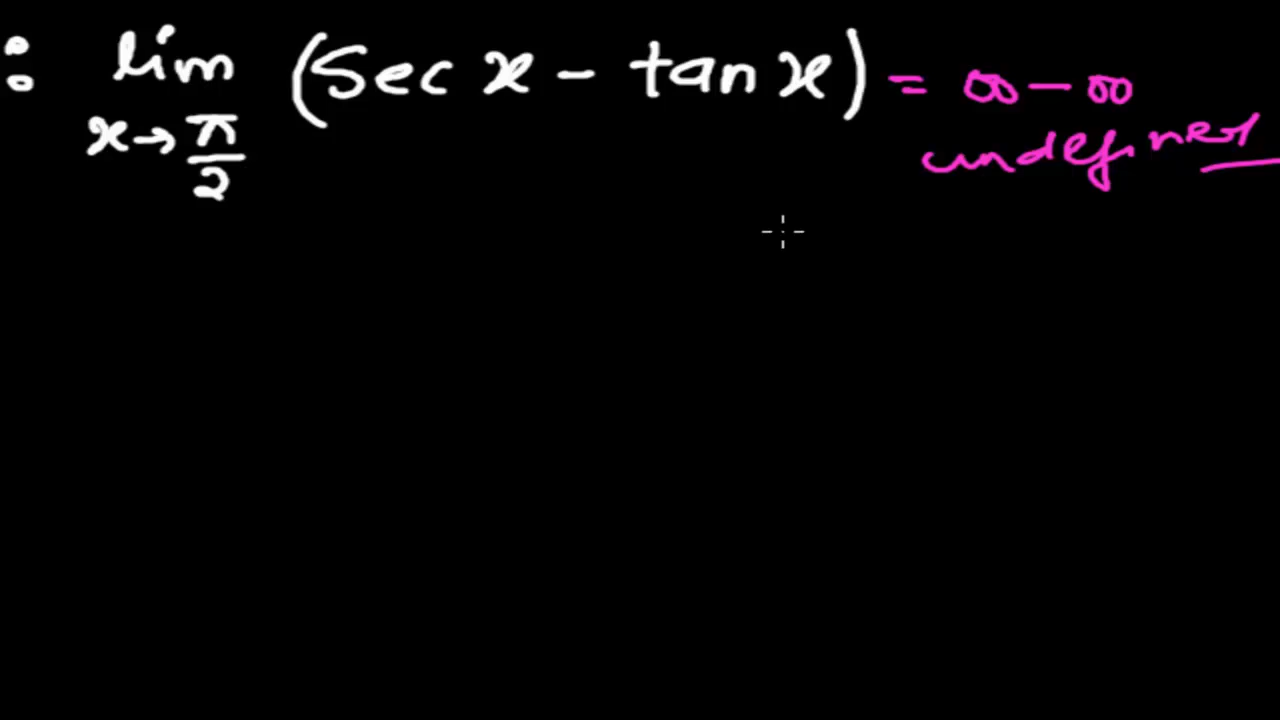 : lim (Sec x - tan x) = ∞ - ∞
x → π/2 undefined